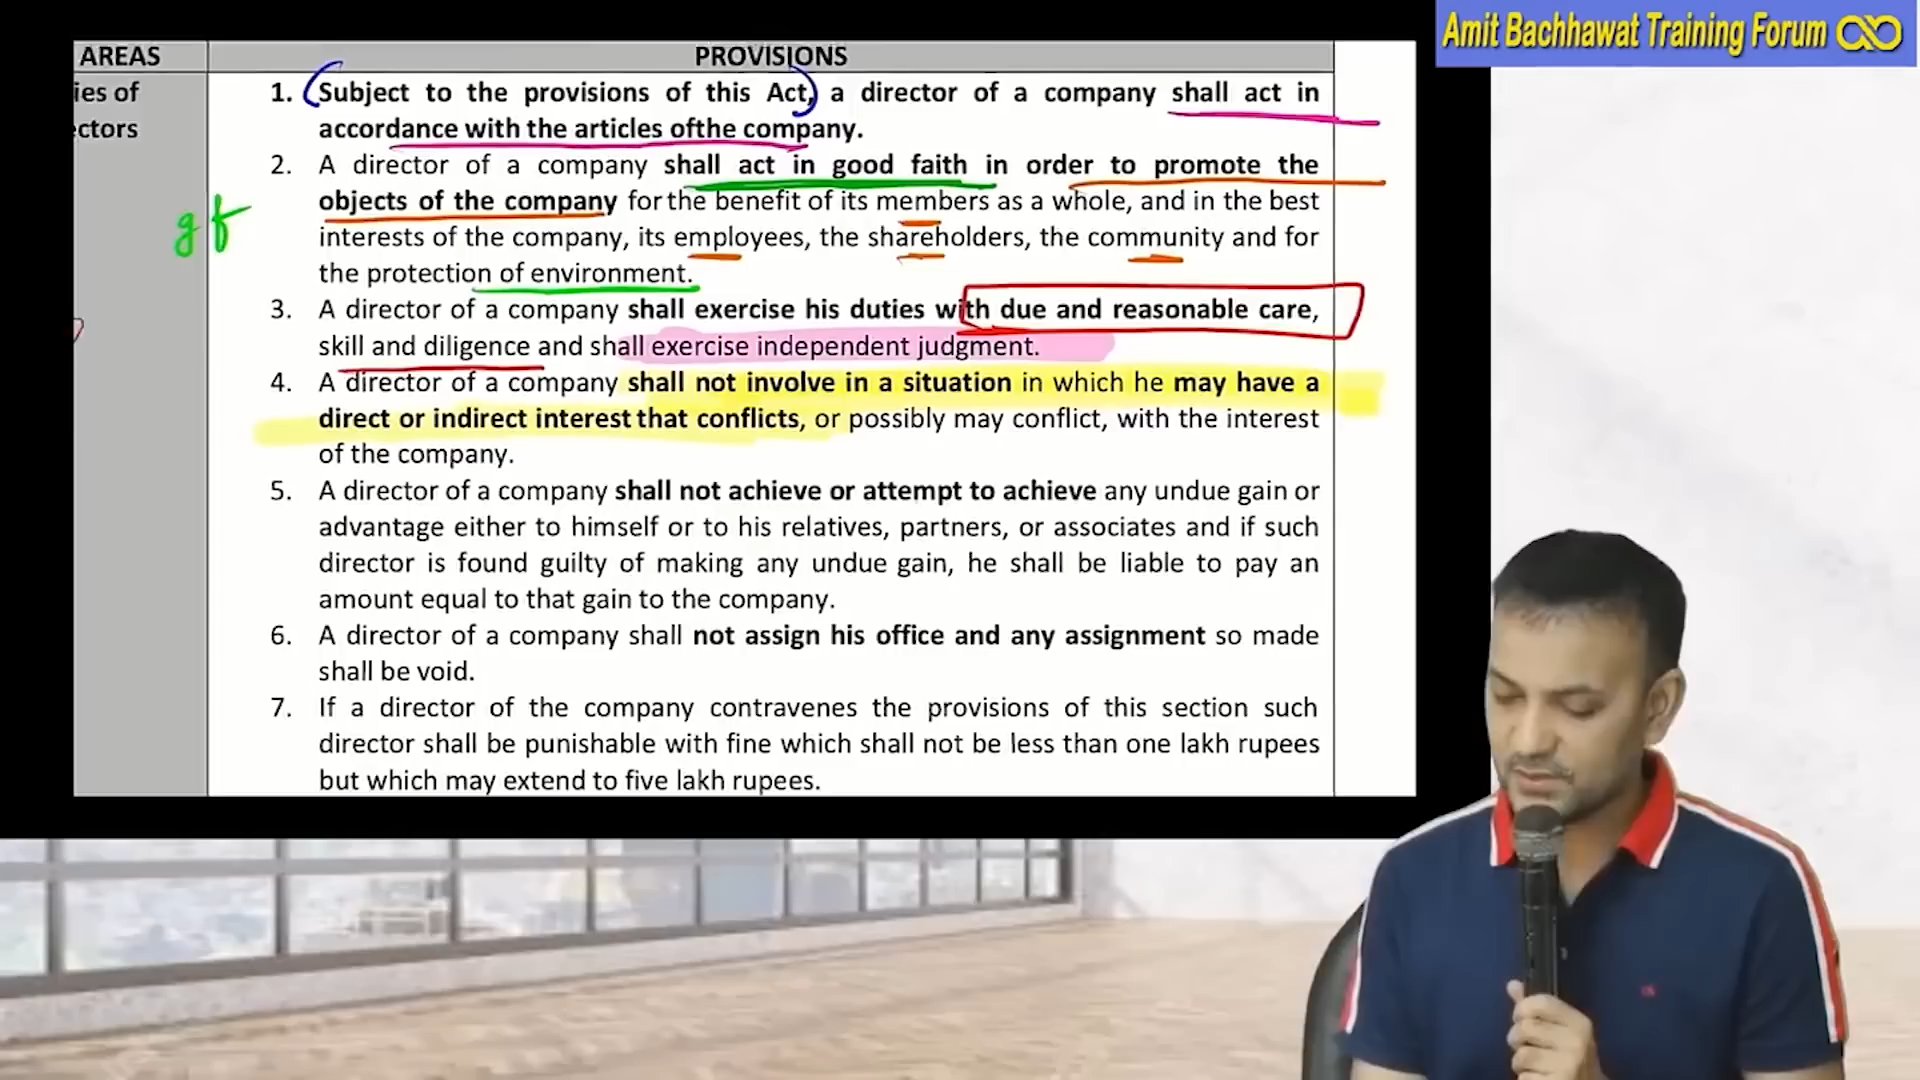 Amit Bachhawat Training Forum
AREAS
PROVISIONS
ies of
ectors
1. Subject to the provisions of this Act, a director of a company shall act in
accordance with the articles ofthe company.
2. A director of a company shall act in good faith in order to promote the
objects of the company for the benefit of its members as a whole, and in the best
interests of the company, its employees, the shareholders, the community and for
the protection of environment.
gf
3. A director of a company shall exercise his duties with due and reasonable care,
skill and diligence and shall exercise independent judgment.
4. A director of a company shall not involve in a situation in which he may have a
direct or indirect interest that conflicts, or possibly may conflict, with the interest
of the company.
5. A director of a company shall not achieve or attempt to achieve any undue gain or
advantage either to himself or to his relatives, partners, or associates and if such
director is found guilty of making any undue gain, he shall be liable to pay an
amount equal to that gain to the company.
6. A director of a company shall not assign his office and any assignment so made
shall be void.
7. If a director of the company contravenes the provisions of this section such
director shall be punishable with fine which shall not be less than one lakh rupees
but which may extend to five lakh rupees.